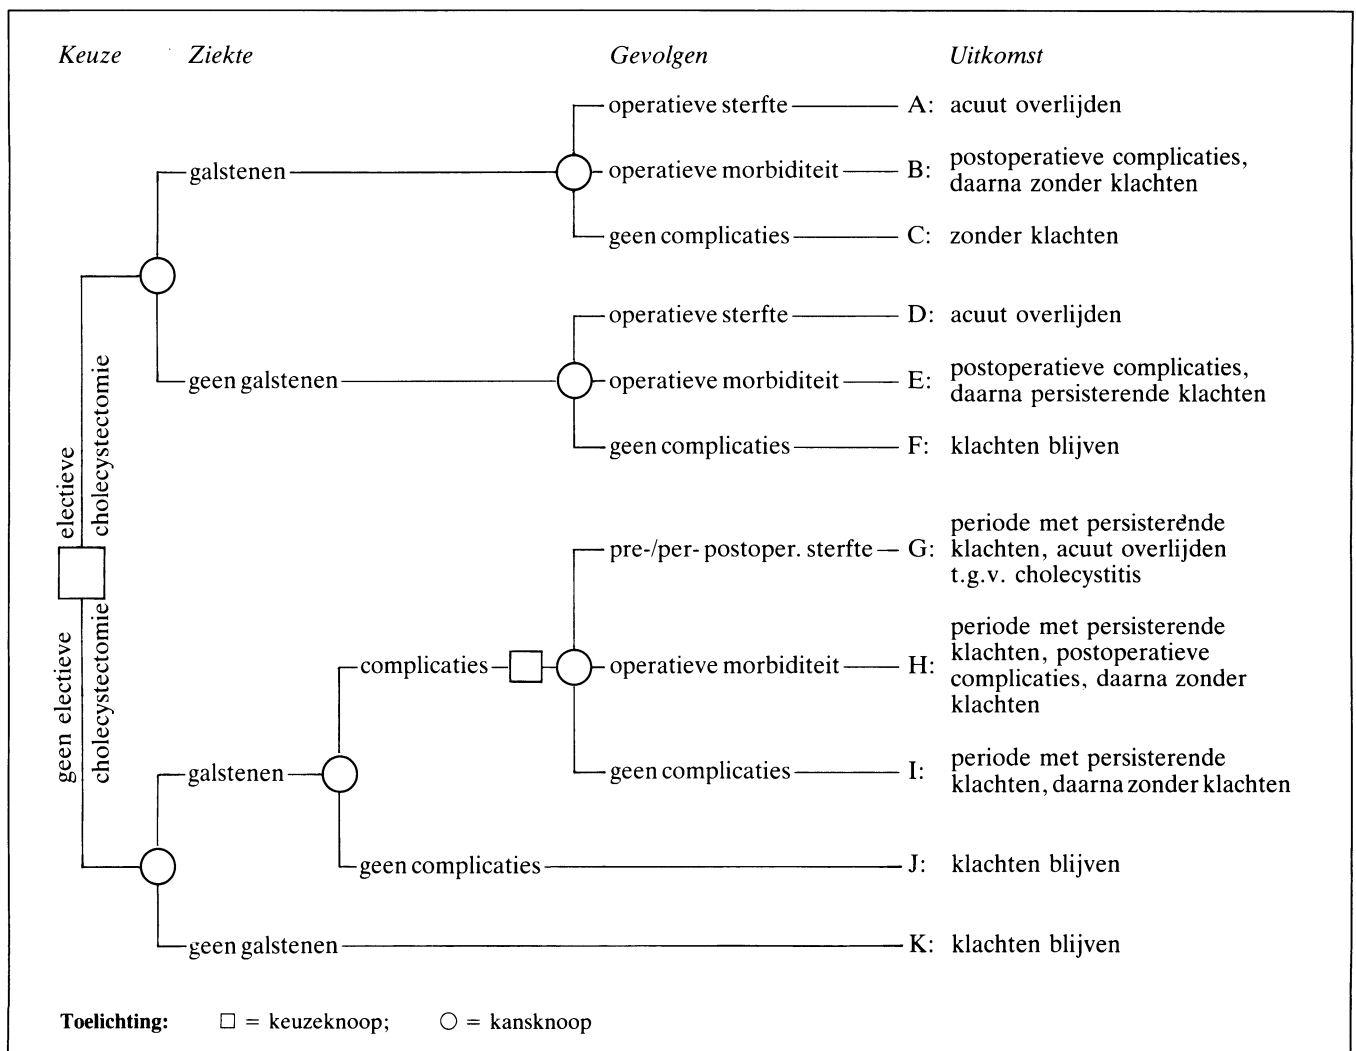 Keuze Ziekte Gevolgen Uitkomst
operatieve sterfte A: acuut overlijden
galstenen operatieve morbiditeit B: postoperatieve complicaties,
daarna zonder klachten
geen complicaties C: zonder klachten
operatieve sterfte D: acuut overlijden
geen galstenen operatieve morbiditeit E: postoperatieve complicaties,
daarna persisterende klachten
geen complicaties F: klachten blijven
electieve
cholecystectomie
geen electieve
cholecystectomie
pre-/per- postoper. sterfte G: periode met persisterende
klachten, acuut overlijden
t.g.v. cholecystitis
complicaties operatieve morbiditeit H: periode met persisterende
klachten, postoperatieve
complicaties, daarna zonder
klachten
galstenen geen complicaties I: periode met persisterende
klachten, daarna zonder klachten
geen complicaties J: klachten blijven
geen galstenen K: klachten blijven
Toelichting: □ = keuzeknoop; ○ = kansknoop